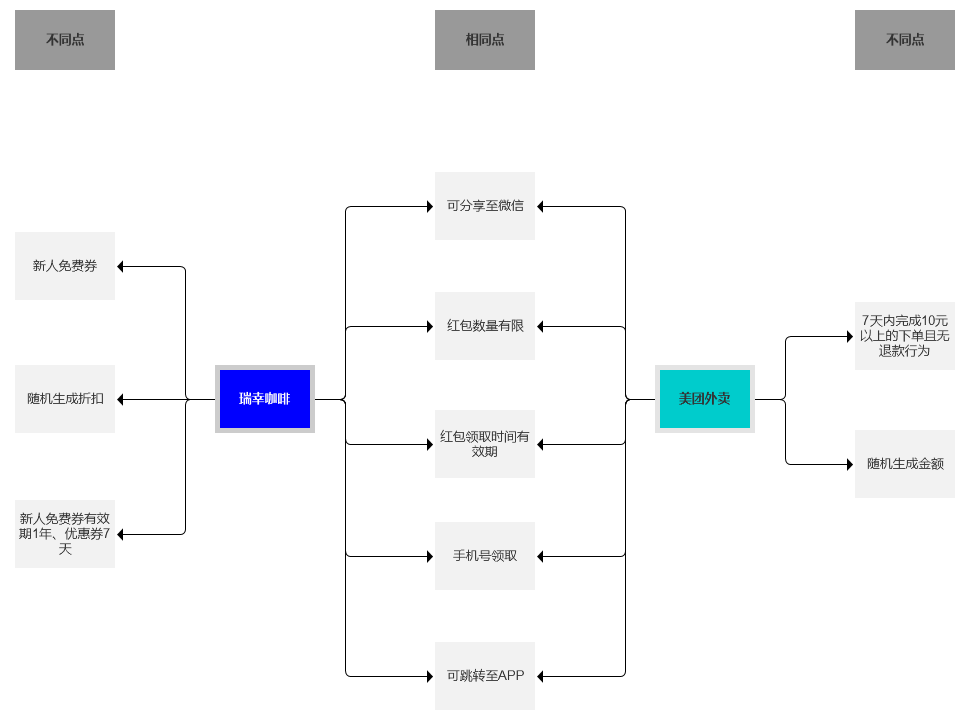 不同点
相同点
不同点
可分享至微信
新人免费券
红包数量有限
7天内完成10元
以上的下单且无
退款行为
随机生成折扣
瑞幸咖啡
美团外卖
红包领取时间有
效期
随机生成金额
新人免费券有效
期1年、优惠券7
天
手机号领取
可跳转至APP